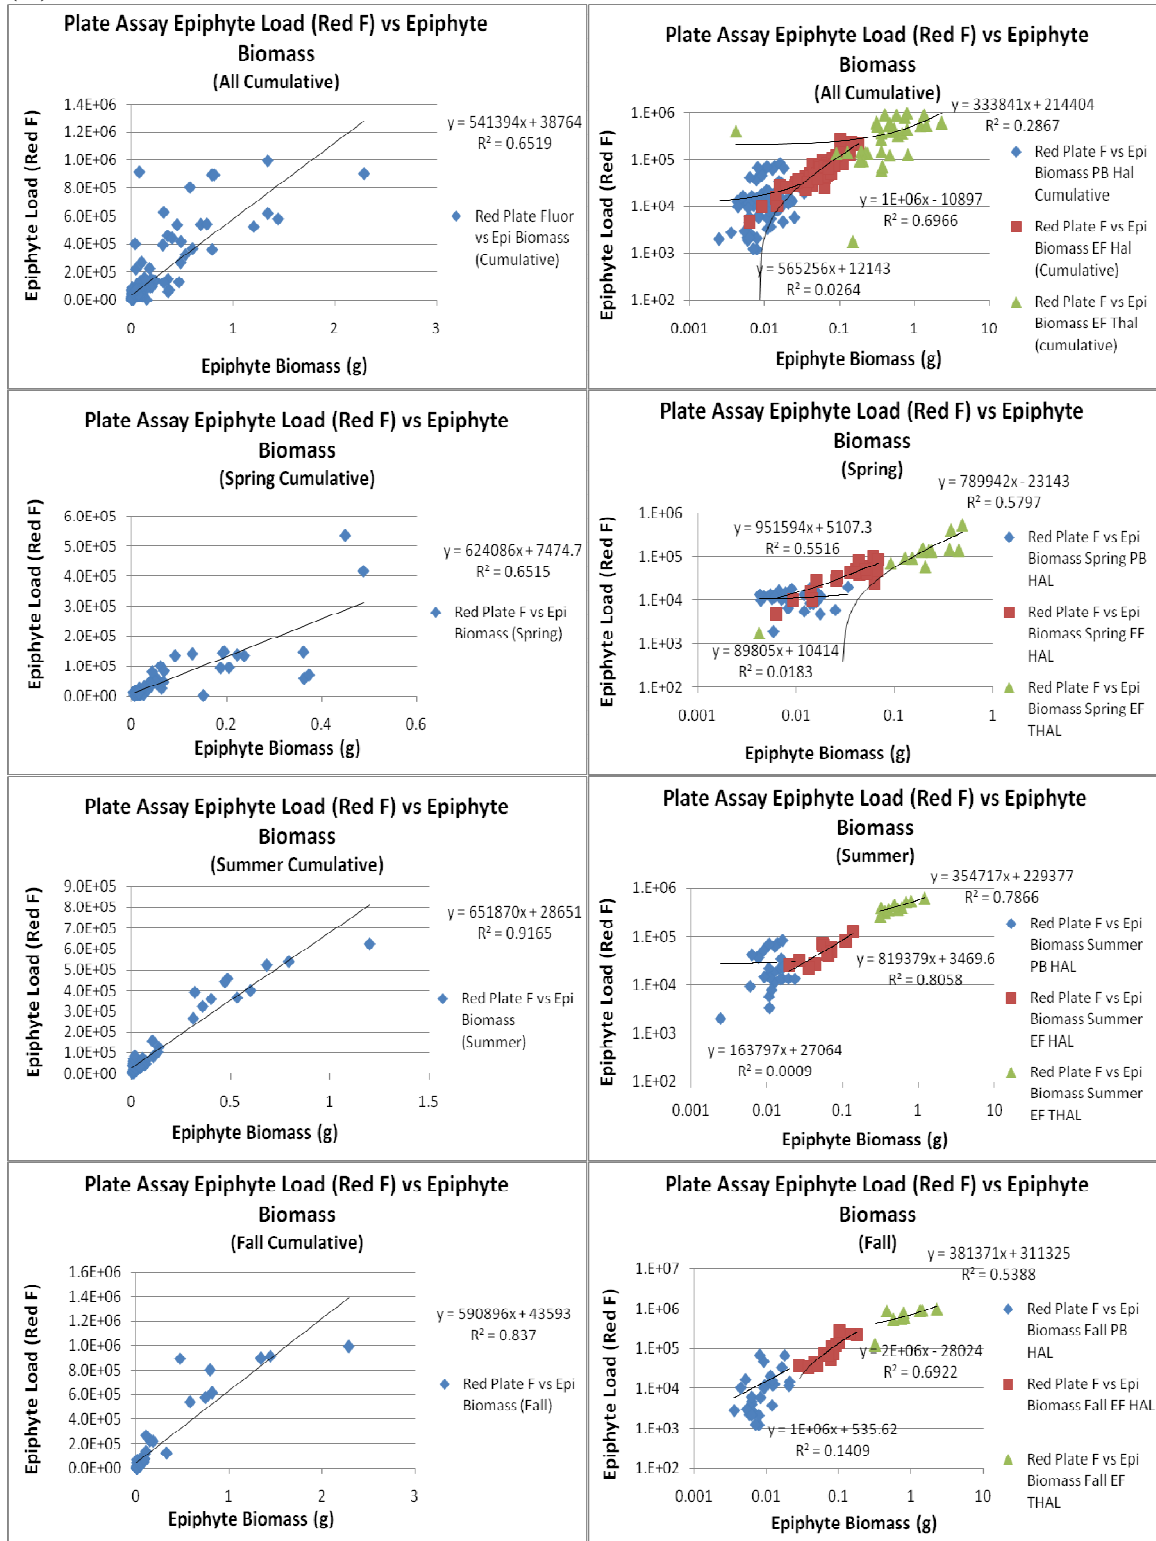 Plate Assay Epiphyte Load (Red F) vs Epiphyte
Biomass
(All Cumulative)
Epiphyte Load (Red F)
1.4E+06
1.2E+06
1.0E+06
8.0E+05
6.0E+05
4.0E+05
2.0E+05
0.0E+00
0
1
2
3
Epiphyte Biomass (g)
y = 541394x + 38764
R² = 0.6519
Red Plate Fluor
vs Epi Biomass
(Cumulative)
Plate Assay Epiphyte Load (Red F) vs Epiphyte
Biomass
(All Cumulative)
Epiphyte Load (Red F)
1.E+06
1.E+05
1.E+04
1.E+03
1.E+02
0.001
0.01
0.1
1
10
Epiphyte Biomass (g)
y = 333841x + 214404
R² = 0.2867
y = 1E+06x - 10897
R² = 0.6966
y = 565256x + 12143
R² = 0.0264
Red Plate F vs Epi
Biomass PB Hal
Cumulative
Red Plate F vs Epi
Biomass EF Hal
(Cumulative)
Red Plate F vs Epi
Biomass EF Thal
(cumulative)
Plate Assay Epiphyte Load (Red F) vs Epiphyte
Biomass
(Spring Cumulative)
Epiphyte Load (Red F)
6.0E+05
5.0E+05
4.0E+05
3.0E+05
2.0E+05
1.0E+05
0.0E+00
0
0.2
0.4
0.6
Epiphyte Biomass (g)
y = 624086x + 7474.7
R² = 0.6515
Red Plate F vs Epi
Biomass (Spring)
Plate Assay Epiphyte Load (Red F) vs Epiphyte
Biomass
(Spring)
Epiphyte Load (Red F)
1.E+06
1.E+05
1.E+04
1.E+03
1.E+02
0.001
0.01
0.1
1
Epiphyte Biomass (g)
y = 789942x - 23143
R² = 0.5797
y = 951594x + 5107.3
R² = 0.5516
y = 89805x + 10414
R² = 0.0183
Red Plate F vs Epi
Biomass Spring PB
HAL
Red Plate F vs Epi
Biomass Spring EF
HAL
Red Plate F vs Epi
Biomass Spring EF
THAL
Plate Assay Epiphyte Load (Red F) vs Epiphyte
Biomass
(Summer Cumulative)
Epiphyte Load (Red F)
9.0E+05
8.0E+05
7.0E+05
6.0E+05
5.0E+05
4.0E+05
3.0E+05
2.0E+05
1.0E+05
0.0E+00
0
0.5
1
1.5
Epiphyte Biomass (g)
y = 651870x + 28651
R² = 0.9165
Red Plate F vs Epi
Biomass
(Summer)
Plate Assay Epiphyte Load (Red F) vs Epiphyte
Biomass
(Summer)
Epiphyte Load (Red F)
1.E+06
1.E+05
1.E+04
1.E+03
1.E+02
0.001
0.01
0.1
1
10
Epiphyte Biomass (g)
y = 354717x + 229377
R² = 0.7866
y = 819379x + 3469.6
R² = 0.8058
y = 163797x + 27064
R² = 0.0009
Red Plate F vs Epi
Biomass Summer
PB HAL
Red Plate F vs Epi
Biomass Summer
EF HAL
Red Plate F vs Epi
Biomass Summer
EF THAL
Plate Assay Epiphyte Load (Red F) vs Epiphyte
Biomass
(Fall Cumulative)
Epiphyte Load (Red F)
1.6E+06
1.4E+06
1.2E+06
1.0E+06
8.0E+05
6.0E+05
4.0E+05
2.0E+05
0.0E+00
0
1
2
3
Epiphyte Biomass (g)
y = 590896x + 43593
R² = 0.837
Red Plate F vs Epi
Biomass (Fall)
Plate Assay Epiphyte Load (Red F) vs Epiphyte
Biomass
(Fall)
Epiphyte Load (Red F)
1.E+07
1.E+06
1.E+05
1.E+04
1.E+03
1.E+02
0.001
0.01
0.1
1
10
Epiphyte Biomass (g)
y = 381371x + 311325
R² = 0.5388
y = 2E+06x - 28024
R² = 0.6922
y = 1E+06x + 535.62
R² = 0.1409
Red Plate F vs Epi
Biomass Fall PB
HAL
Red Plate F vs Epi
Biomass Fall EF HAL
Red Plate F vs Epi
Biomass Fall EF
THAL